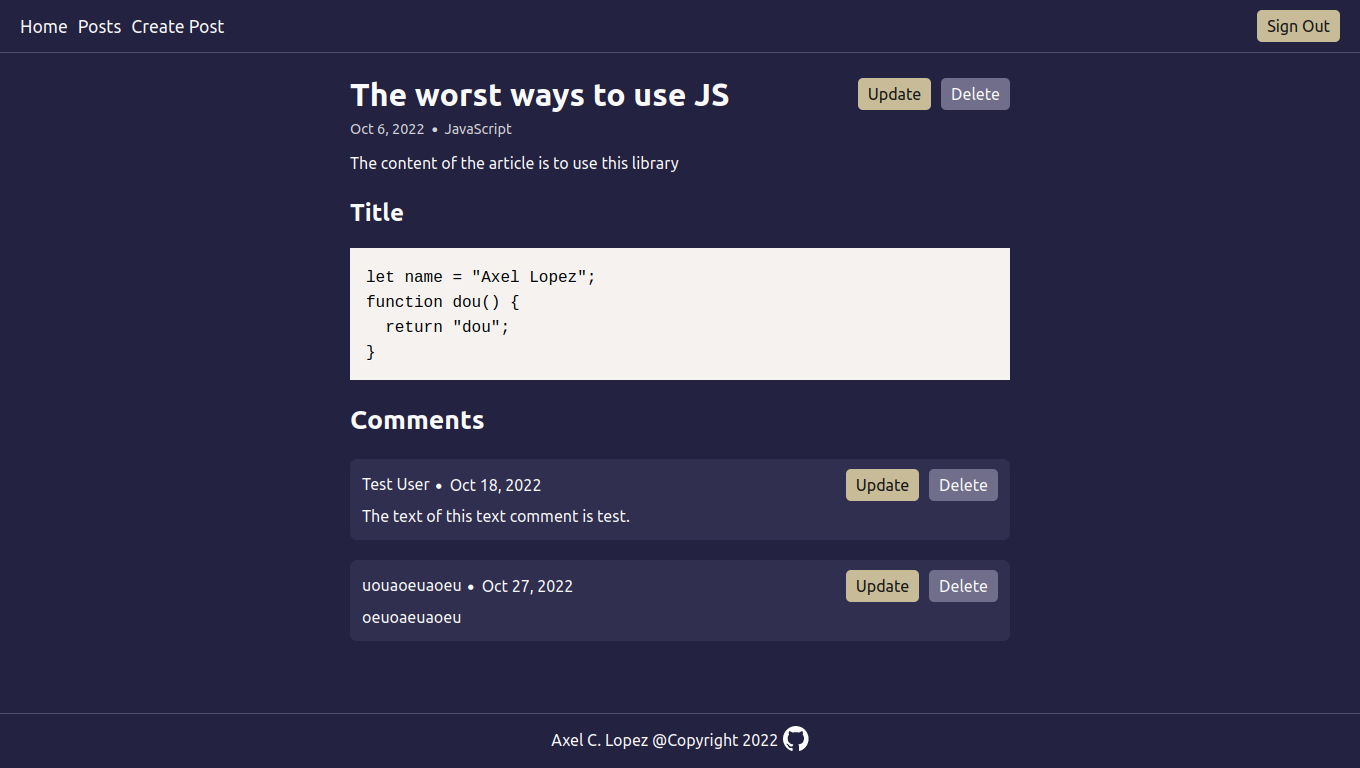 Home Posts Create Post Sign Out
The worst ways to use JS Update Delete
Oct 6, 2022 • JavaScript
The content of the article is to use this library
Title
let name = "Axel Lopez";
function dou() {
  return "dou";
}
Comments
Test User • Oct 18, 2022 Update Delete
The text of this text comment is test.
uouaoeuaoeu • Oct 27, 2022 Update Delete
oeuoaeuaoeu
Axel C. Lopez @Copyright 2022